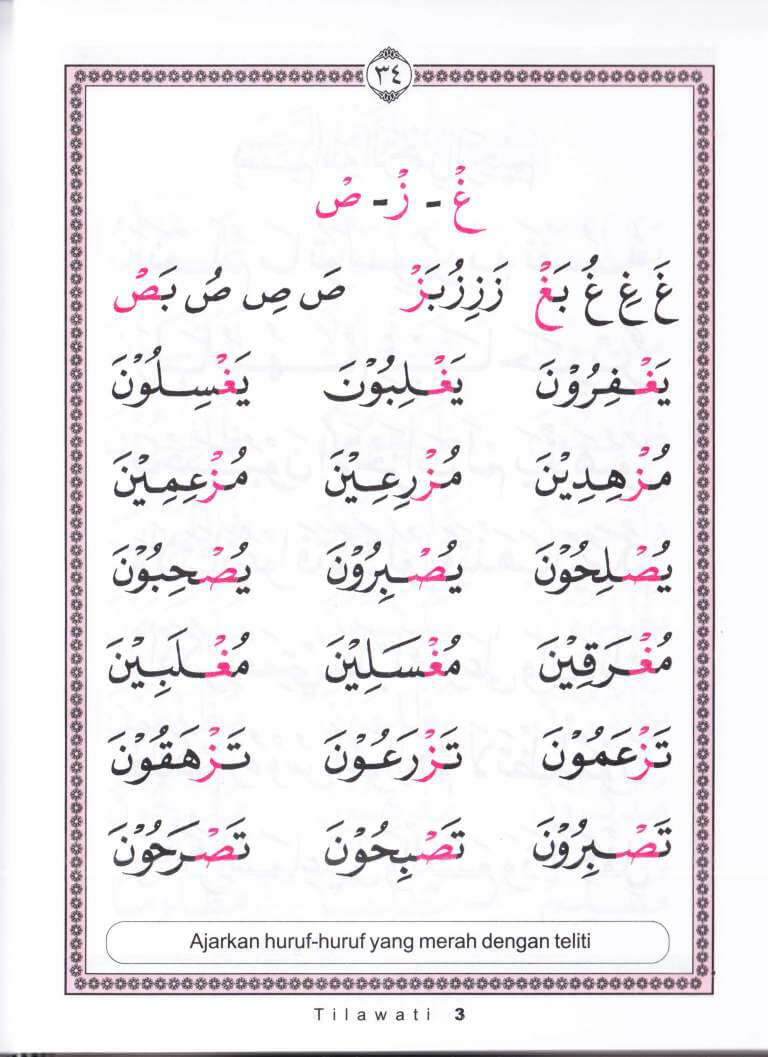 ٣٤
غْ - زْ - صْ
غَ غِ غُ بَغْ زَ زِ زُ بَزْ صَ صِ صُ بَصْ
يَغْفِرُوْنَ يَغْلِبُوْنَ يَغْسِلُوْنَ
مُزْهِدِيْنَ مُزْرِعِيْنَ مُزْعِمِيْنَ
يُصْلِحُوْنَ يُصْبِرُوْنَ يُصْحِبُوْنَ
مُغْرَقِيْنَ مُغْسَلِيْنَ مُغْلَبِيْنَ
تَزْعَمُوْنَ تَزْرَعُوْنَ تَزْهَقُوْنَ
تَصْبِرُوْنَ تَصْبِحُوْنَ تَصْرَحُوْنَ
Ajarkan huruf-huruf yang merah dengan teliti
Tilawati 3